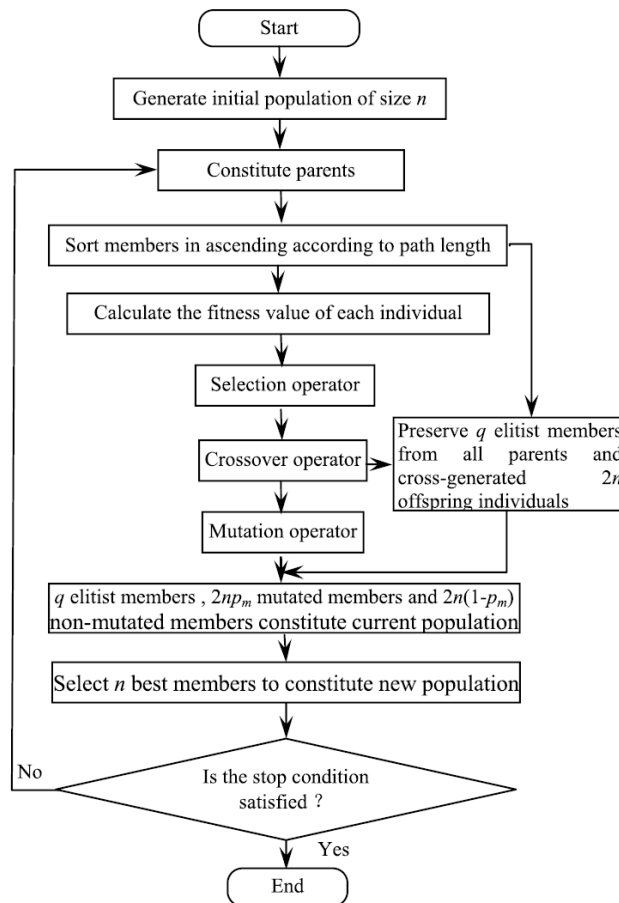 Start
Generate initial population of size n
Constitute parents
Sort members in ascending according to path length
Calculate the fitness value of each individual
Selection operator
Crossover operator
Preserve q elitist members
from all parents and
cross-generated 2n
offspring individuals
Mutation operator
q elitist members , 2npₘ mutated members and 2n(1-pₘ)
non-mutated members constitute current population
Select n best members to constitute new population
No
Is the stop condition
satisfied ?
Yes
End